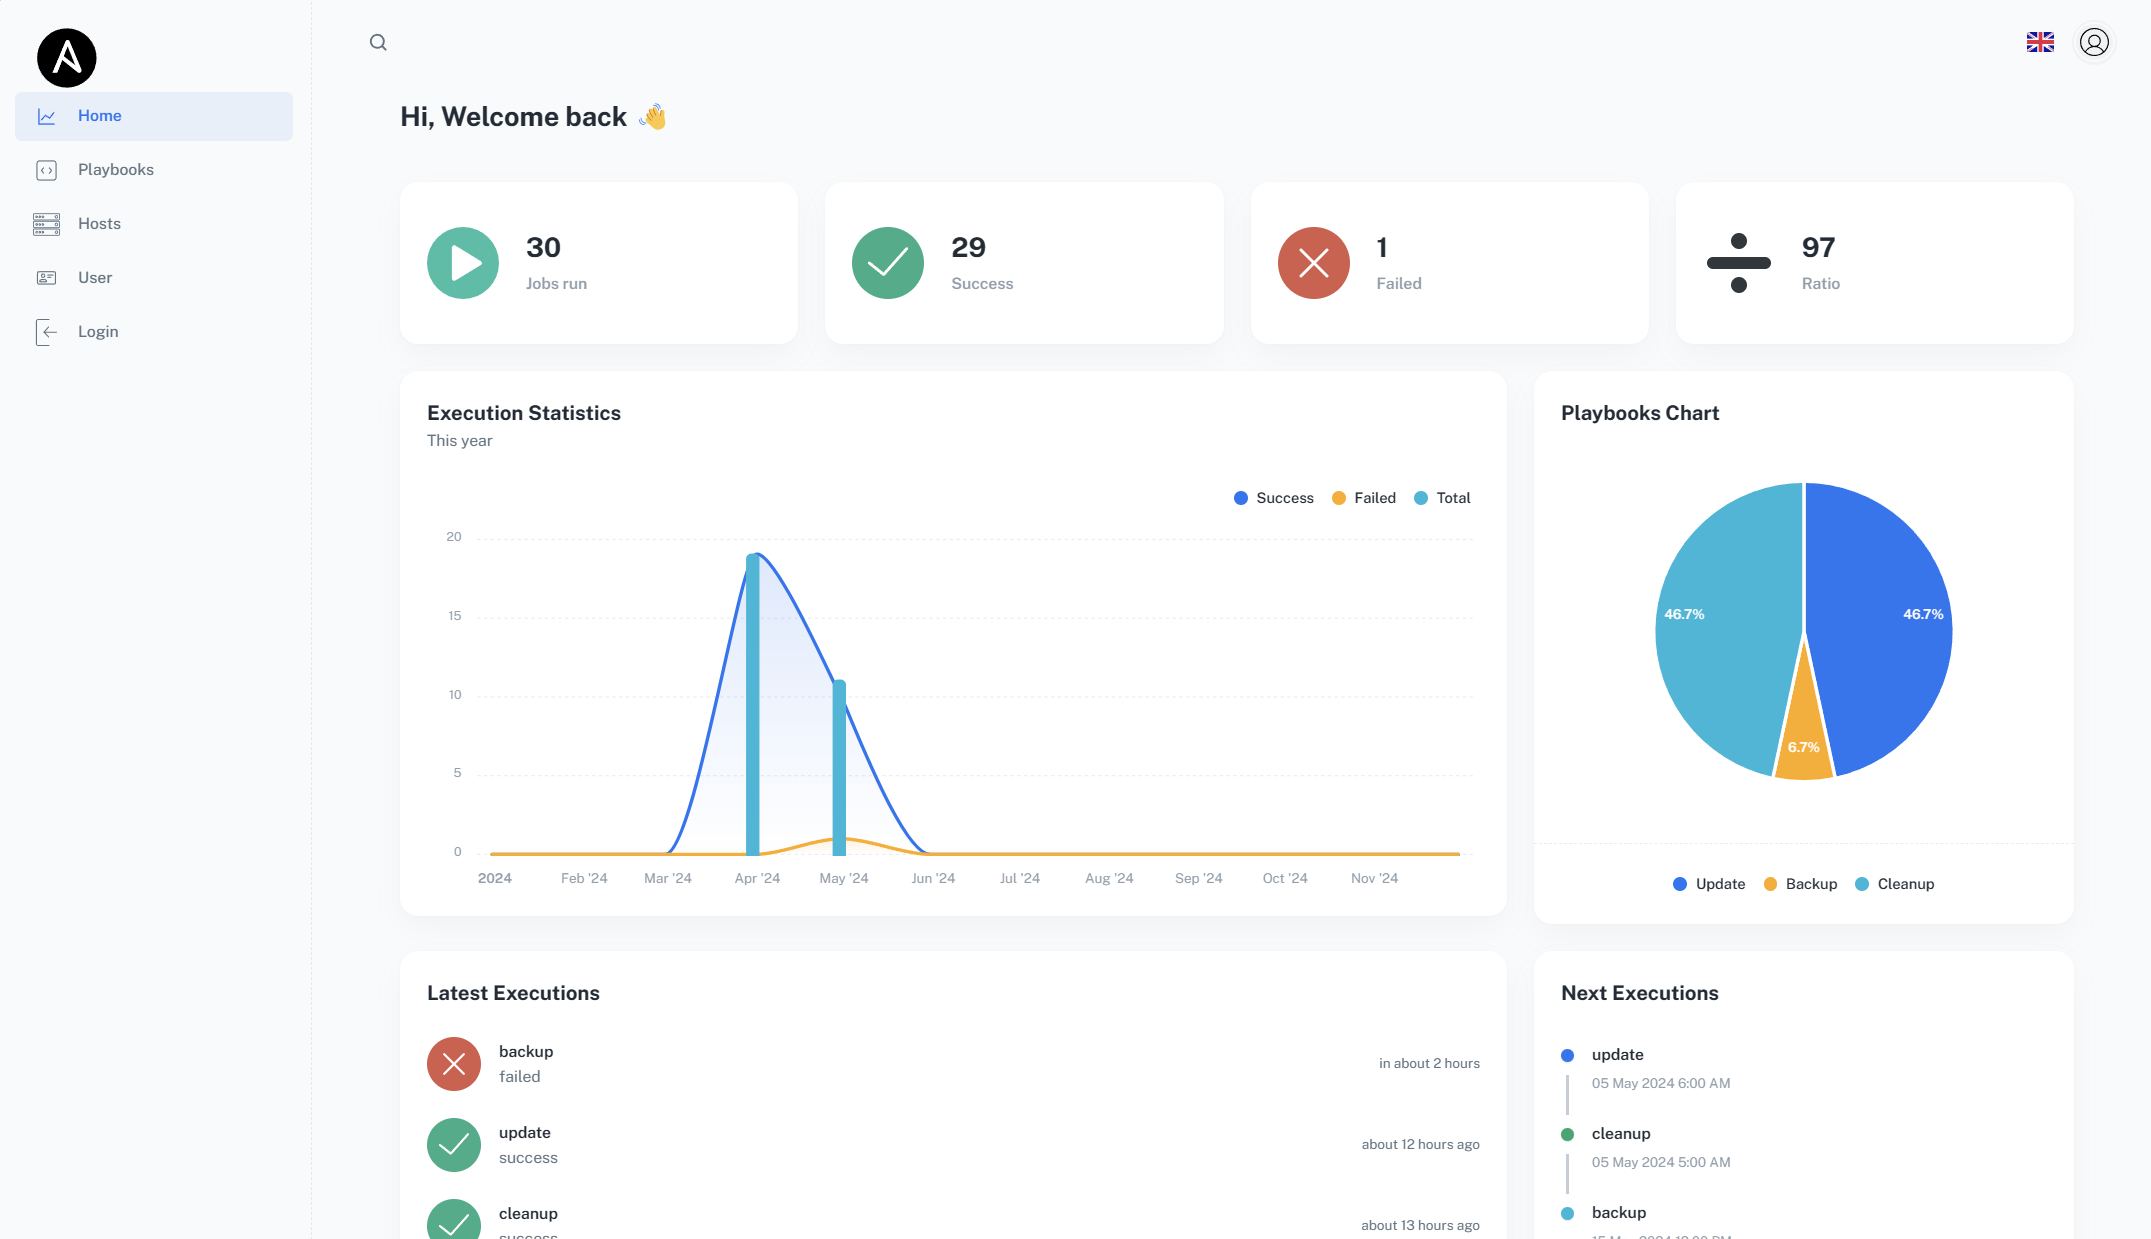 Home
Playbooks
Hosts
User
Login
Hi, Welcome back 👋
30
Jobs run
29
Success
1
Failed
97
Ratio
Execution Statistics
This year
Success Failed Total
20
15
10
5
0
2024 Feb '24 Mar '24 Apr '24 May '24 Jun '24 Jul '24 Aug '24 Sep '24 Oct '24 Nov '24
Playbooks Chart
46.7% 46.7%
6.7%
Update Backup Cleanup
Latest Executions
backup
failed
in about 2 hours
update
success
about 12 hours ago
cleanup
success
about 13 hours ago
Next Executions
update
05 May 2024 6:00 AM
cleanup
05 May 2024 5:00 AM
backup